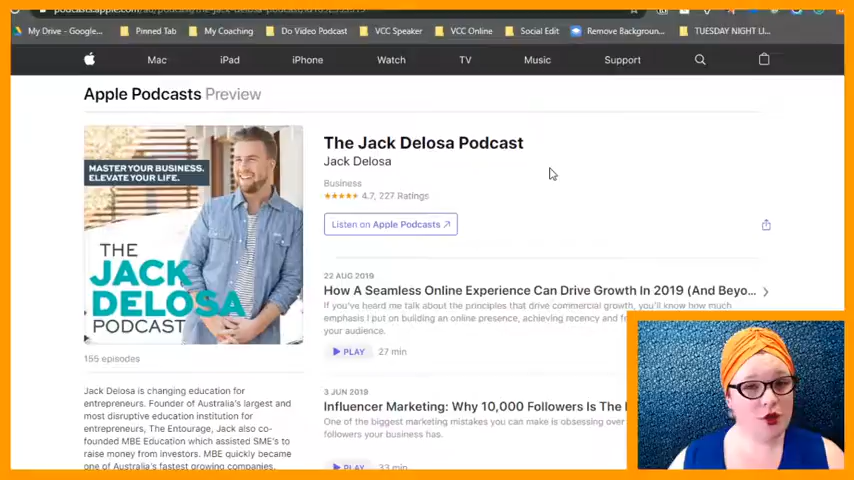 My Drive - Google... Pinned Tab My Coaching Do Video Podcast VCC Speaker VCC Online Social Edit Remove Backgroun... TUESDAY NIGHT LI...
Mac iPad iPhone Watch TV Music Support
Apple Podcasts Preview
MASTER YOUR BUSINESS.
ELEVATE YOUR LIFE.
THE
JACK
DELOSA
PODCAST
155 episodes
Jack Delosa is changing education for
entrepreneurs. Founder of Australia's largest and
most disruptive education institution for
entrepreneurs, The Entourage, Jack also co-
founded MBE Education which assisted SME's to
raise money from investors. MBE quickly became
one of Australia's fastest growing companies,
The Jack Delosa Podcast
Jack Delosa
Business
4.7, 227 Ratings
Listen on Apple Podcasts ↗
22 AUG 2019
How A Seamless Online Experience Can Drive Growth In 2019 (And Beyo...
If you've heard me talk about the principles that drive commercial growth, you'll know how much
emphasis I put on building an online presence, achieving recency and
your audience.
PLAY 27 min
3 JUN 2019
Influencer Marketing: Why 10,000 Followers Is The
One of the biggest marketing mistakes you can make is obsessing over
followers your business has.
PLAY 33 min